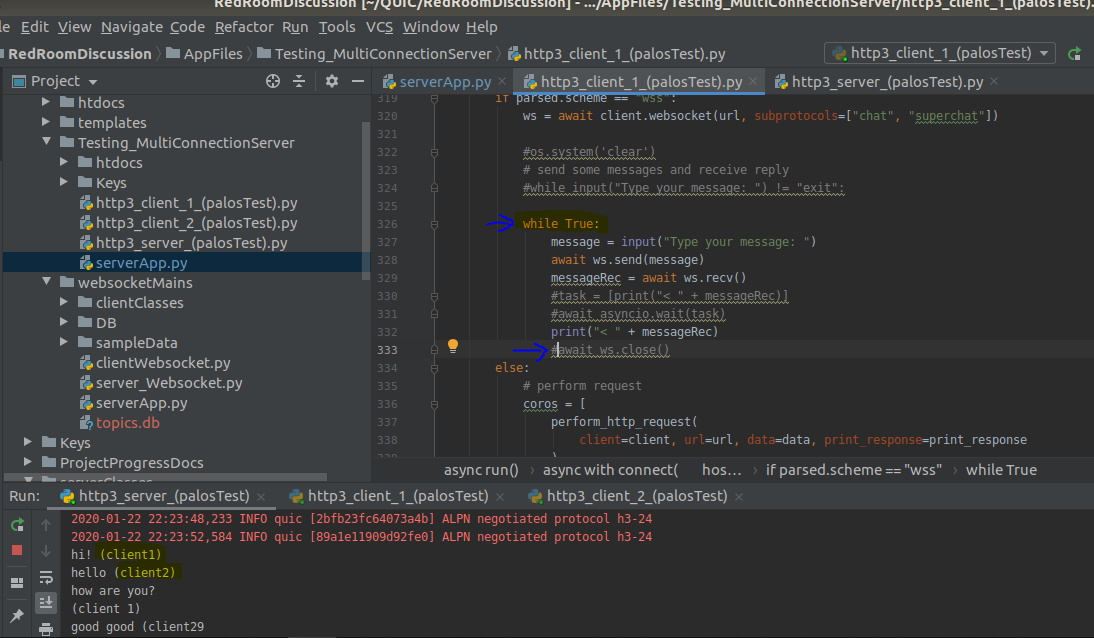 RedRoomDiscussion [~/QUIC/RedRoomDiscussion] - .../AppFiles/Testing_MultiConnectionServer/http3_client_1_(palosTest).
le Edit View Navigate Code Refactor Run Tools VCS Window Help
RedRoomDiscussion AppFiles Testing_MultiConnectionServer http3_client_1_(palosTest).py http3_client_1_(palosTest)
Project serverApp.py http3_client_1_(palosTest).py http3_server_(palosTest).py
htdocs
templates
Testing_MultiConnectionServer
htdocs
Keys
http3_client_1_(palosTest).py
http3_client_2_(palosTest).py
http3_server_(palosTest).py
serverApp.py
websocketMains
clientClasses
DB
sampleData
clientWebsocket.py
server_Websocket.py
serverApp.py
topics.db
Keys
ProjectProgressDocs
serverClasses
319 if parsed.scheme == "wss":
320 ws = await client.websocket(url, subprotocols=["chat", "superchat"])
321
322 #os.system('clear')
323 # send some messages and receive reply
324 #while input("Type your message: ") != "exit":
325
326 while True:
327 message = input("Type your message: ")
328 await ws.send(message)
329 messageRec = await ws.recv()
330 #task = [print("< " + messageRec)]
331 #await asyncio.wait(task)
332 print("< " + messageRec)
333 #await ws.close()
334 else:
335 # perform request
336 coros = [
337 perform_http_request(
338 client=client, url=url, data=data, print_response=print_response
339 )
async run() › async with connect( hos... › if parsed.scheme == "wss" › while True
Run: http3_server_(palosTest) http3_client_1_(palosTest) http3_client_2_(palosTest)
2020-01-22 22:23:48,233 INFO quic [2bfb23fc64073a4b] ALPN negotiated protocol h3-24
2020-01-22 22:23:52,584 INFO quic [89a1e11909d92fe0] ALPN negotiated protocol h3-24
hi! (client1)
hello (client2)
how are you?
(client 1)
good good (client29